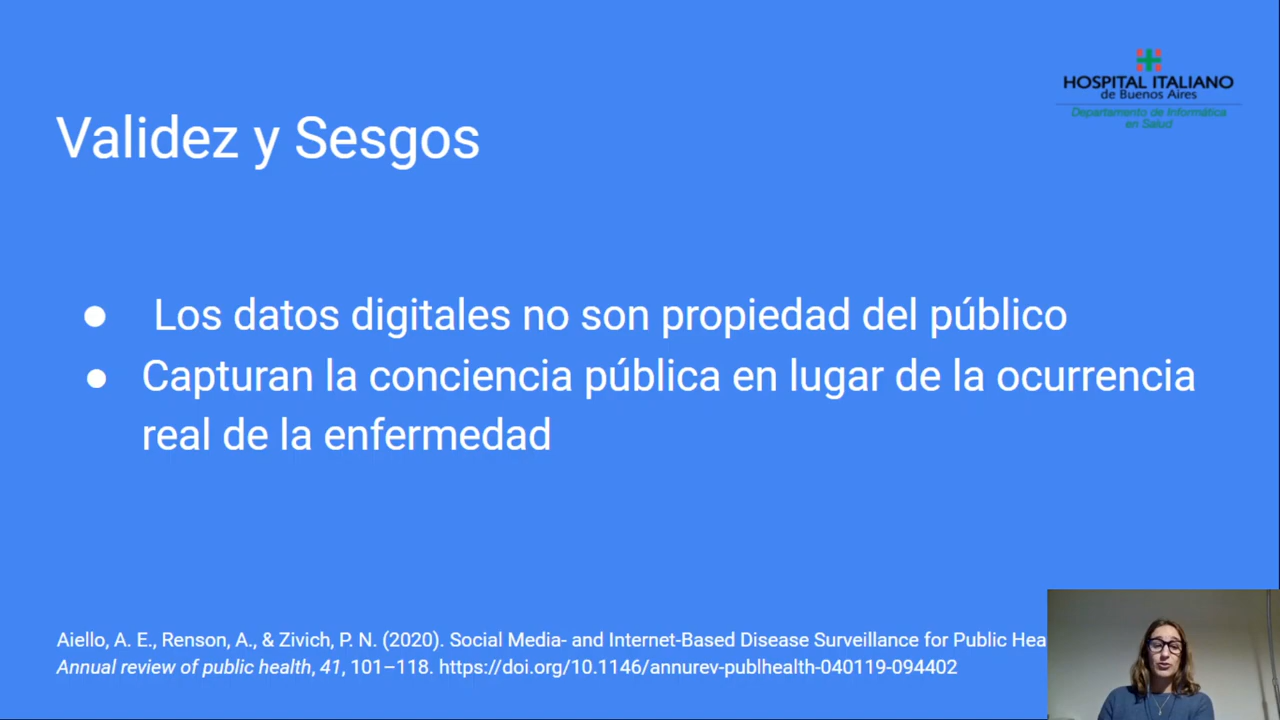 HOSPITAL ITALIANO
de Buenos Aires
Departamento de Informática
en Salud
Validez y Sesgos
● Los datos digitales no son propiedad del público
● Capturan la conciencia pública en lugar de la ocurrencia
real de la enfermedad
Aiello, A. E., Renson, A., & Zivich, P. N. (2020). Social Media- and Internet-Based Disease Surveillance for Public Hea
Annual review of public health, 41, 101–118. https://doi.org/10.1146/annurev-publhealth-040119-094402